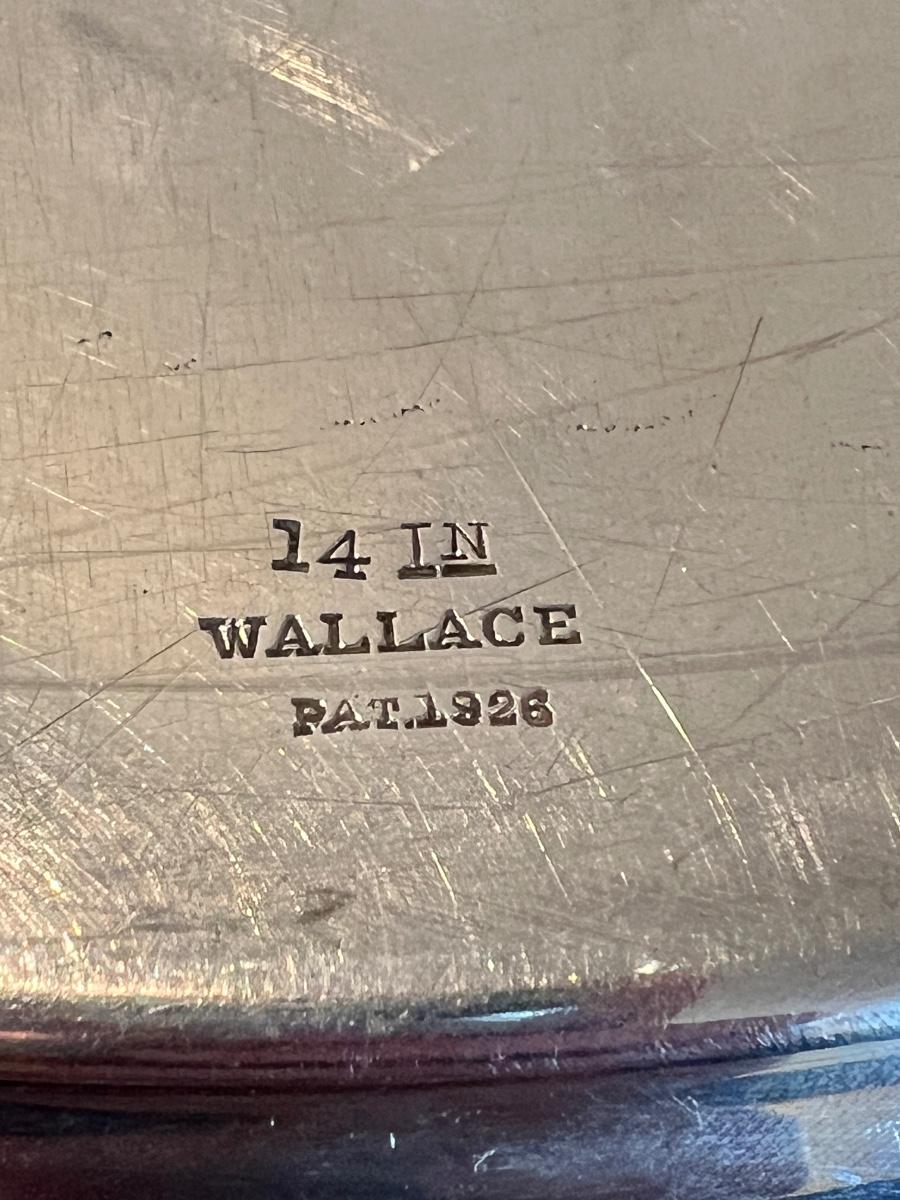 14 IN
WALLACE
PAT.1926